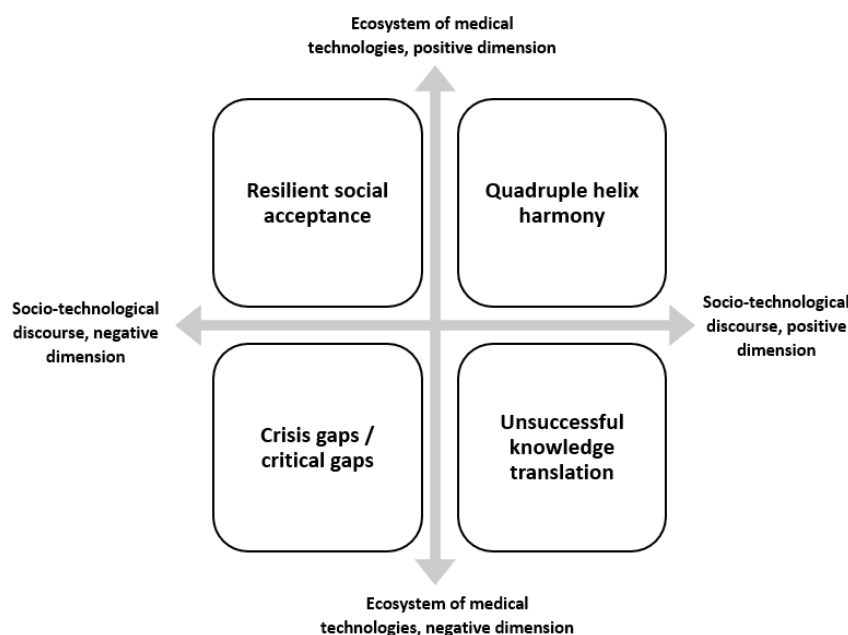 Ecosystem of medical
technologies, positive dimension
Resilient social
acceptance
Quadruple helix
harmony
Socio-technological
discourse, negative
dimension
Socio-technological
discourse, positive
dimension
Crisis gaps /
critical gaps
Unsuccessful
knowledge
translation
Ecosystem of medical
technologies, negative dimension